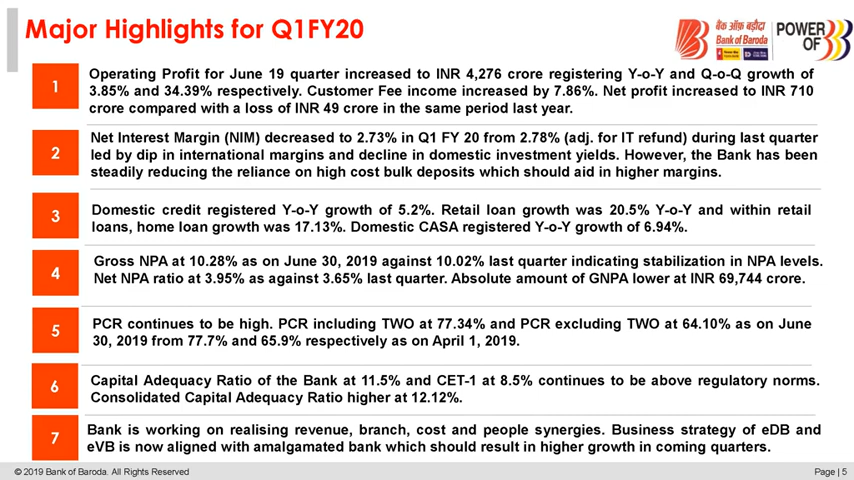 Major Highlights for Q1FY20
बैंक ऑफ़ बड़ौदा
Bank of Baroda
POWER
OF
1
Operating Profit for June 19 quarter increased to INR 4,276 crore registering Y-o-Y and Q-o-Q growth of
3.85% and 34.39% respectively. Customer Fee income increased by 7.86%. Net profit increased to INR 710
crore compared with a loss of INR 49 crore in the same period last year.
2
Net Interest Margin (NIM) decreased to 2.73% in Q1 FY 20 from 2.78% (adj. for IT refund) during last quarter
led by dip in international margins and decline in domestic investment yields. However, the Bank has been
steadily reducing the reliance on high cost bulk deposits which should aid in higher margins.
3
Domestic credit registered Y-o-Y growth of 5.2%. Retail loan growth was 20.5% Y-o-Y and within retail
loans, home loan growth was 17.13%. Domestic CASA registered Y-o-Y growth of 6.94%.
4
Gross NPA at 10.28% as on June 30, 2019 against 10.02% last quarter indicating stabilization in NPA levels.
Net NPA ratio at 3.95% as against 3.65% last quarter. Absolute amount of GNPA lower at INR 69,744 crore.
5
PCR continues to be high. PCR including TWO at 77.34% and PCR excluding TWO at 64.10% as on June
30, 2019 from 77.7% and 65.9% respectively as on April 1, 2019.
6
Capital Adequacy Ratio of the Bank at 11.5% and CET-1 at 8.5% continues to be above regulatory norms.
Consolidated Capital Adequacy Ratio higher at 12.12%.
7
Bank is working on realising revenue, branch, cost and people synergies. Business strategy of eDB and
eVB is now aligned with amalgamated bank which should result in higher growth in coming quarters.
© 2019 Bank of Baroda. All Rights Reserved
Page | 5